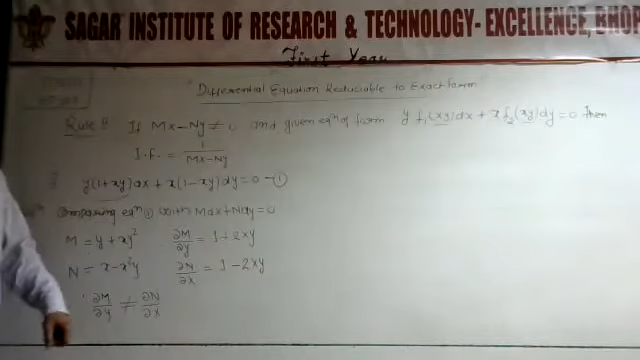 SAGAR INSTITUTE OF RESEARCH & TECHNOLOGY- EXCELLENCE, BHOP
First Year
Differential Equation Reducible to Exact form
Rule II If Mx-Ny ≠ 0 and given eqn of form y f₁(xy)dx + x f₂(xy)dy = 0 then
I.F. = 1/(Mx-Ny)
y(1+xy)dx + x(1-xy)dy = 0 -①
Comparing eqn ① with Mdx+Ndy=0
M = y + xy² ∂M/∂y = 1 + 2xy
N = x - x²y ∂N/∂x = 1 - 2xy
∂M/∂y ≠ ∂N/∂x